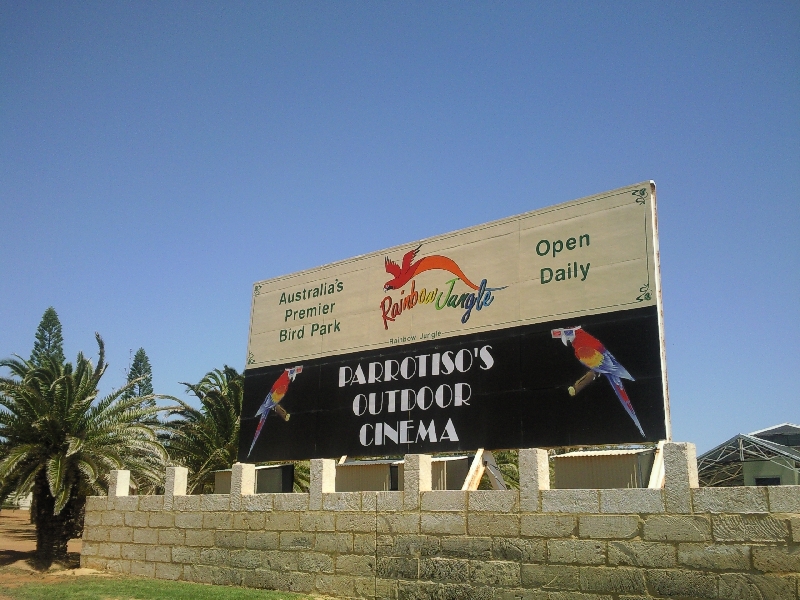 Australia's
Premier
Bird Park
Rainbow Jungle
Open
Daily
Rainbow Jungle
PARROTISO'S
OUTDOOR
CINEMA